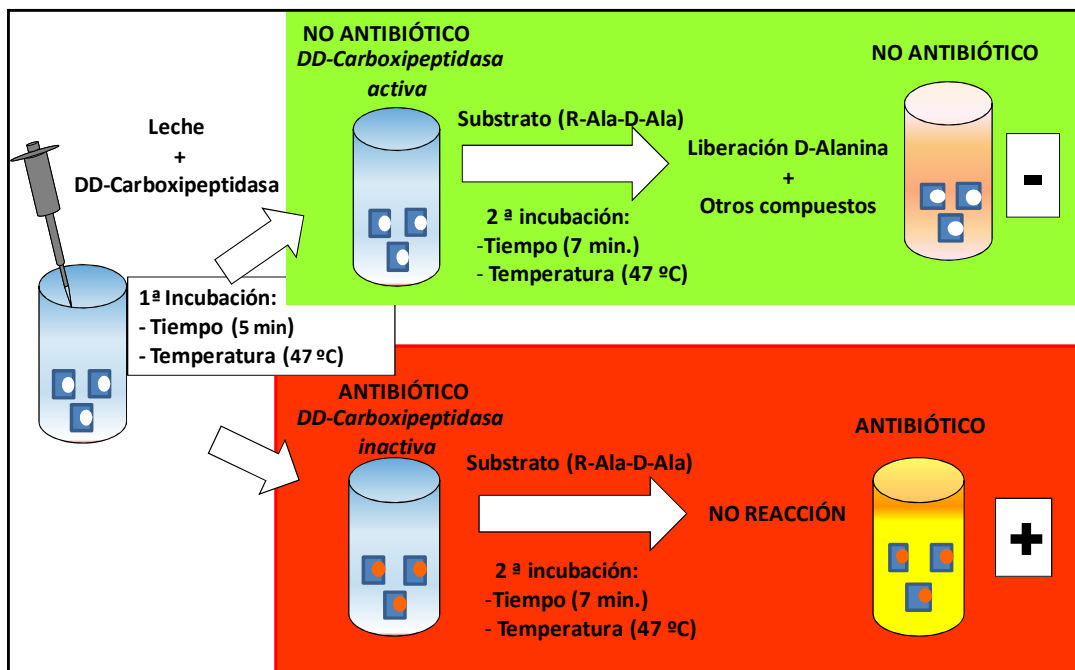 Leche
+
DD-Carboxipeptidasa
1ª Incubación:
- Tiempo (5 min)
- Temperatura (47 ºC)
NO ANTIBIÓTICO
DD-Carboxipeptidasa
activa
Substrato (R-Ala-D-Ala)
2 ª incubación:
-Tiempo (7 min.)
- Temperatura (47 ºC)
Liberación D-Alanina
+
Otros compuestos
NO ANTIBIÓTICO
-
ANTIBIÓTICO
DD-Carboxipeptidasa
inactiva
Substrato (R-Ala-D-Ala)
2 ª incubación:
-Tiempo (7 min.)
- Temperatura (47 ºC)
NO REACCIÓN
ANTIBIÓTICO
+